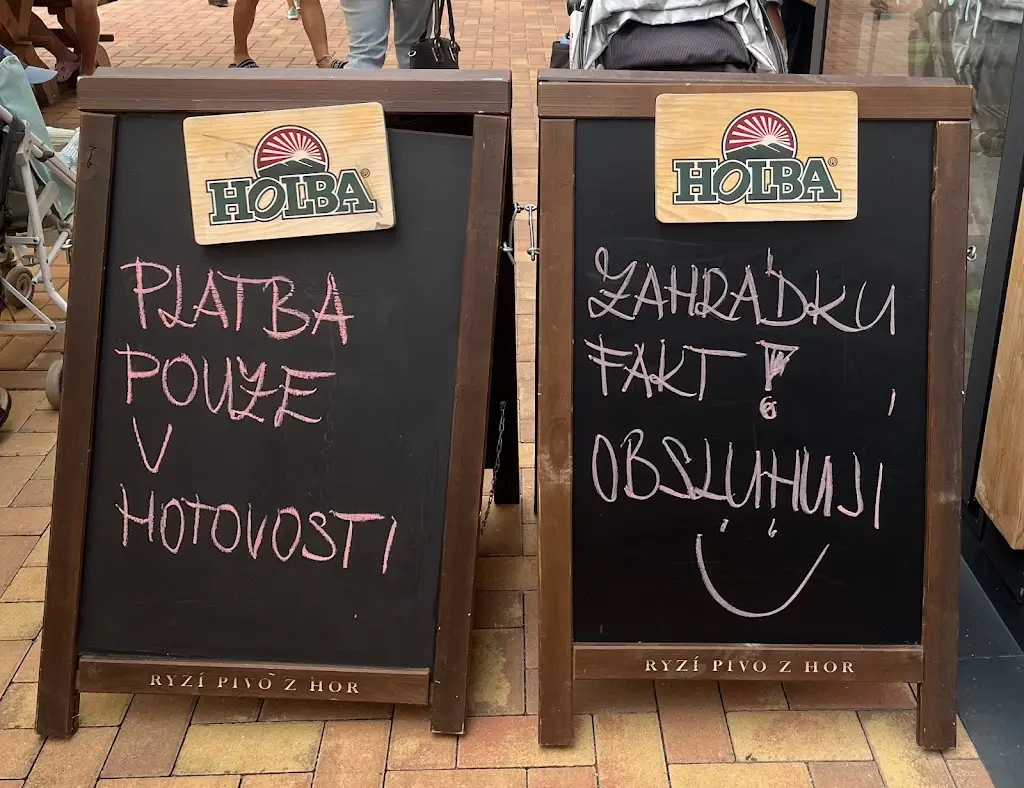 HOLBA®
PLATBA
POUZE
V
HOTOVOSTI
RYZÍ PIVO Z HOR
HOLBA®
ZAHRÁDKU
FAKT !
OBSLUHUJI
RYZÍ PIVO Z HOR